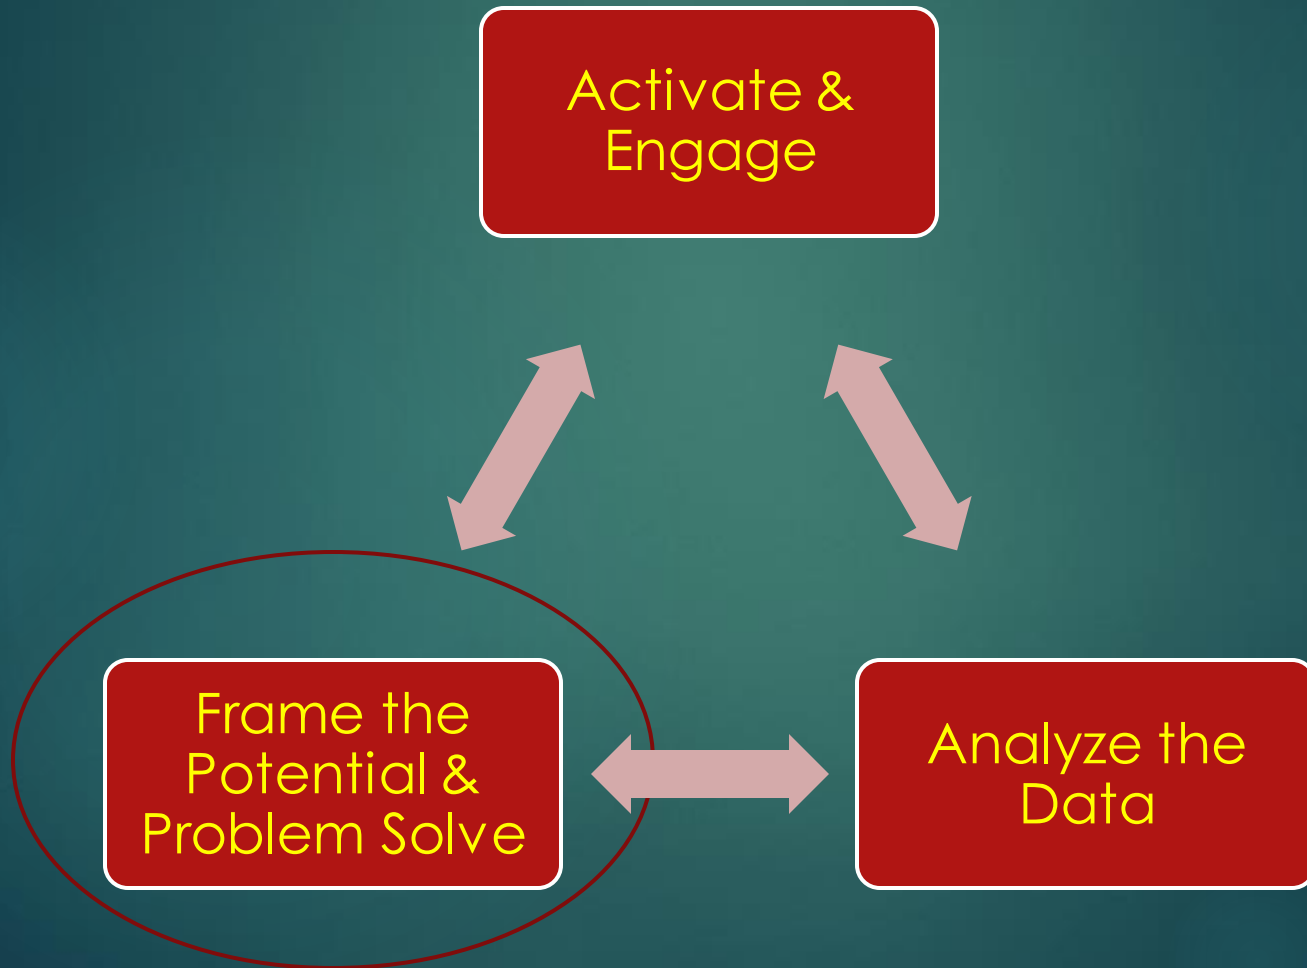 Activate &
Engage
Frame the
Potential &
Problem Solve
Analyze the
Data